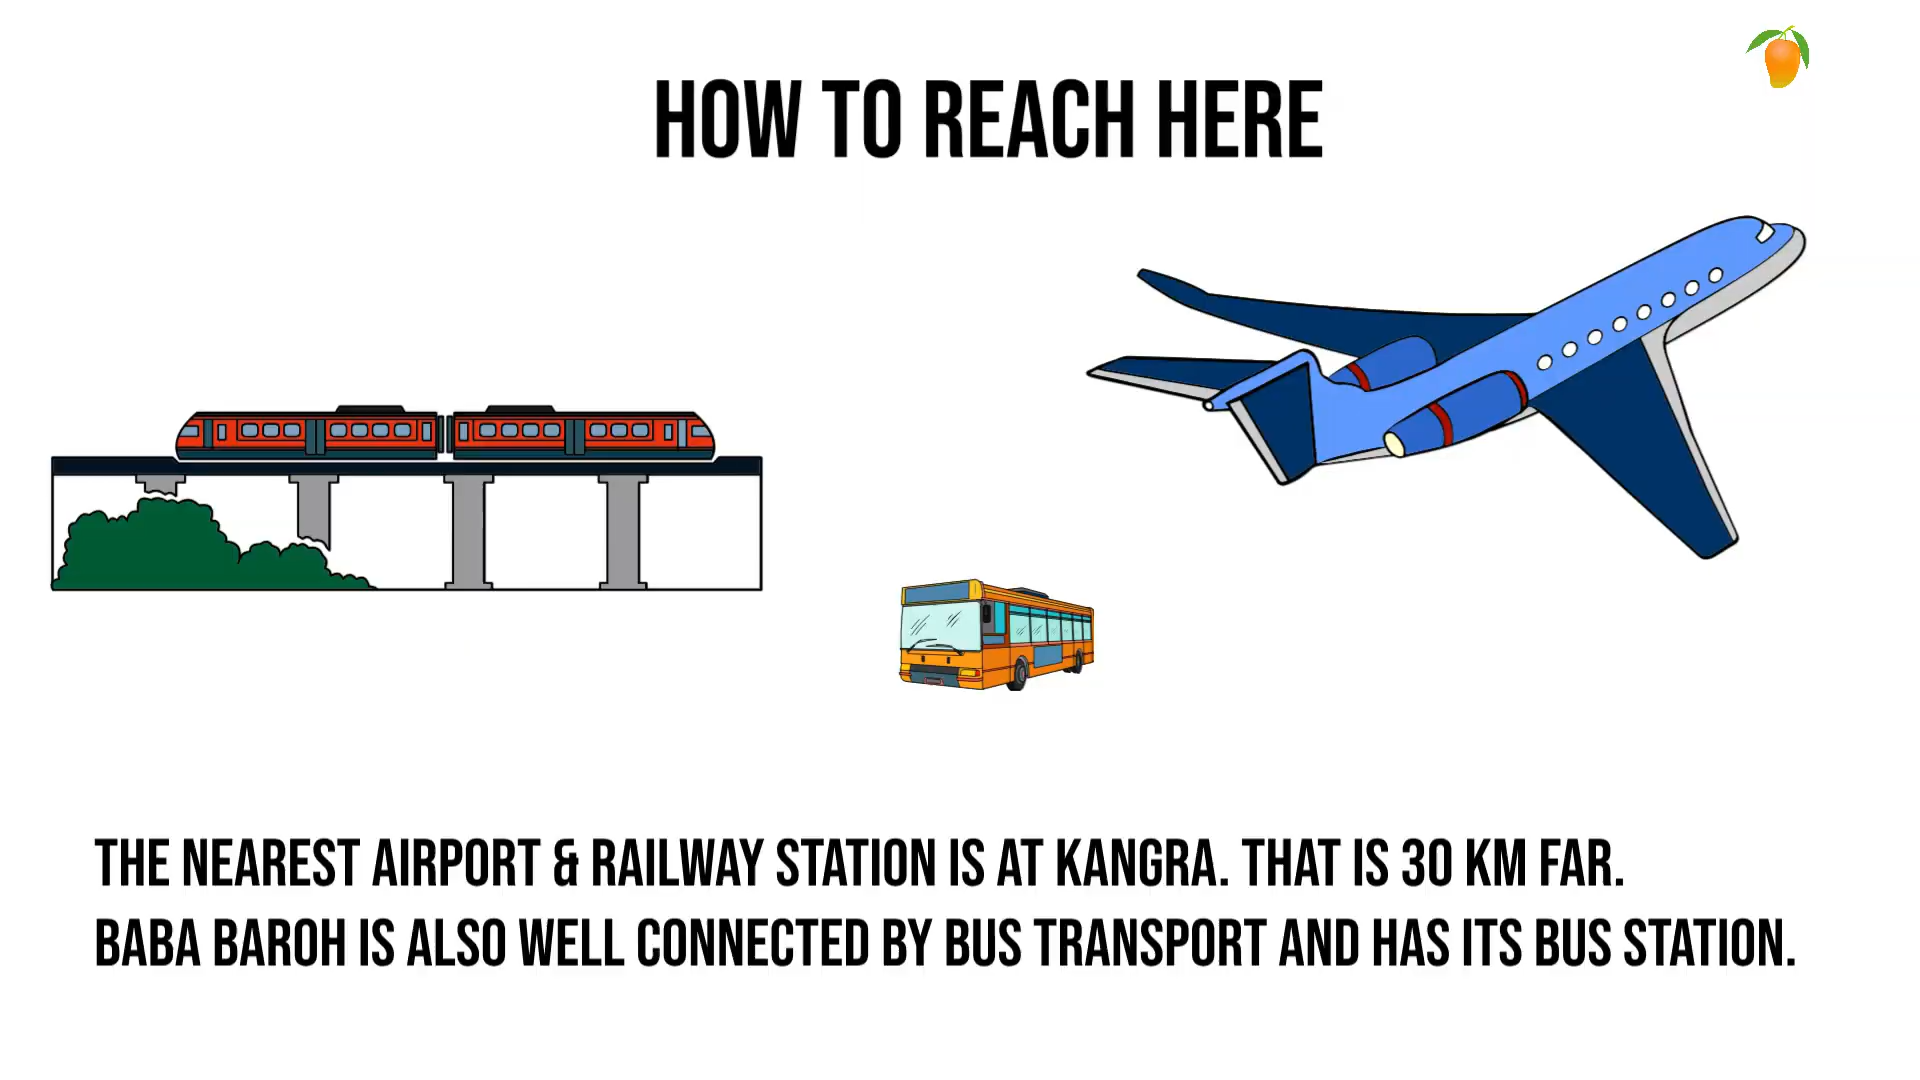 HOW TO REACH HERE
THE NEAREST AIRPORT & RAILWAY STATION IS AT KANGRA. THAT IS 30 KM FAR.
BABA BAROH IS ALSO WELL CONNECTED BY BUS TRANSPORT AND HAS ITS BUS STATION.